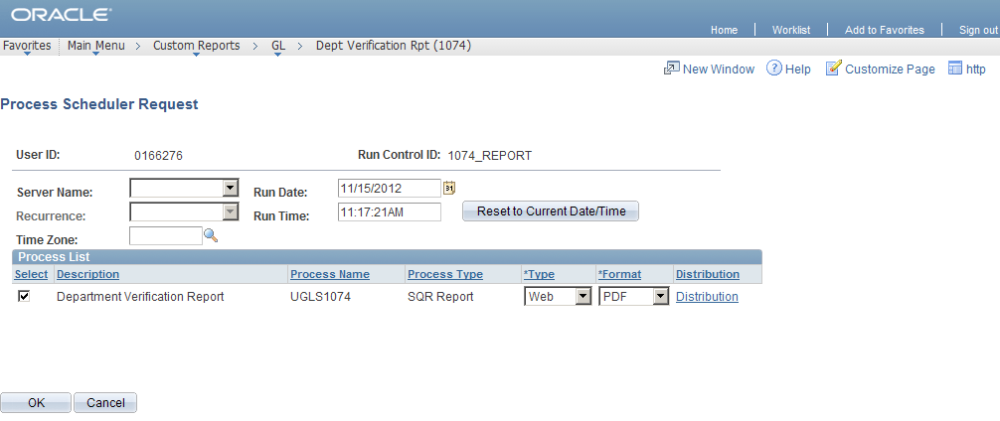 ORACLE®
Home Worklist Add to Favorites Sign out
Favorites Main Menu > Custom Reports > GL > Dept Verification Rpt (1074)
New Window Help Customize Page http
Process Scheduler Request
User ID: 0166276 Run Control ID: 1074_REPORT
Server Name: Run Date: 11/15/2012 31
Recurrence: Run Time: 11:17:21AM Reset to Current Date/Time
Time Zone:
Process List
Select Description Process Name Process Type *Type *Format Distribution
Department Verification Report UGLS1074 SQR Report Web PDF Distribution
OK Cancel